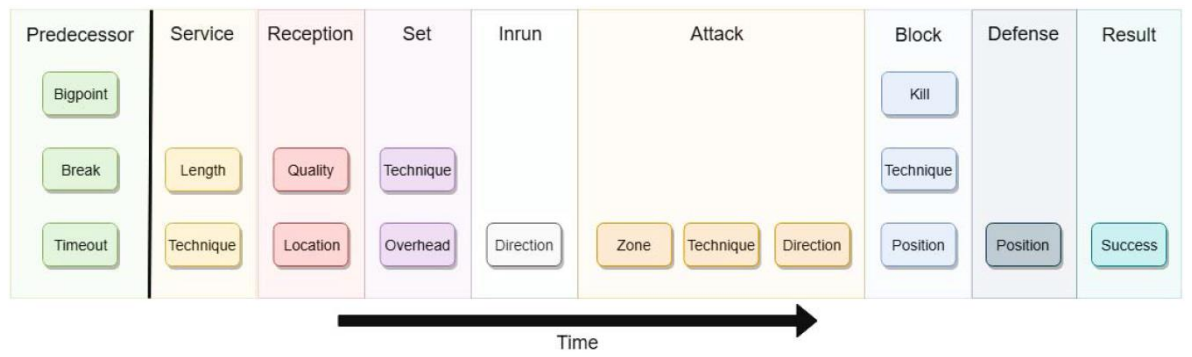 Predecessor Service Reception Set Inrun Attack Block Defense Result
Bigpoint Kill
Break Length Quality Technique Technique
Timeout Technique Location Overhead Direction Zone Technique Direction Position Position Success
Time